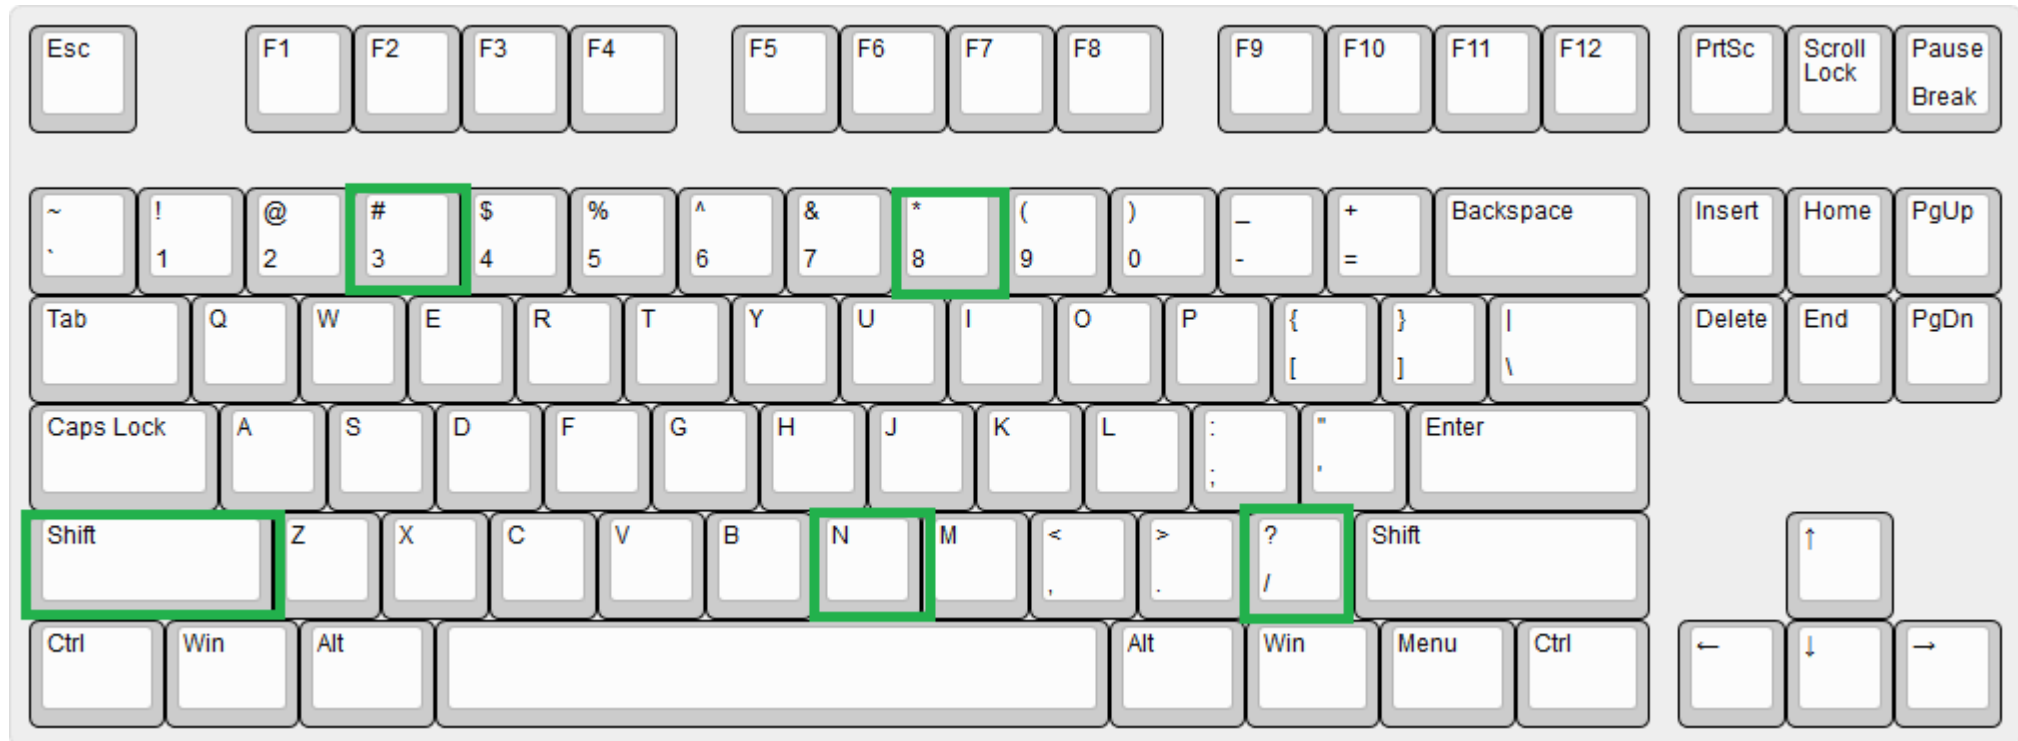 Esc F1 F2 F3 F4 F5 F6 F7 F8 F9 F10 F11 F12 PrtSc Scroll Pause
Lock
Break
~ ! @ # $ % ^ & * ( ) _ + Backspace Insert Home PgUp
` 1 2 3 4 5 6 7 8 9 0 - =
Tab Q W E R T Y U I O P { } | Delete End PgDn
[ ] \
Caps Lock A S D F G H J K L : " Enter
; '
Shift Z X C V B N M < > ? Shift ↑
, . /
Ctrl Win Alt Alt Win Menu Ctrl ← ↓ →